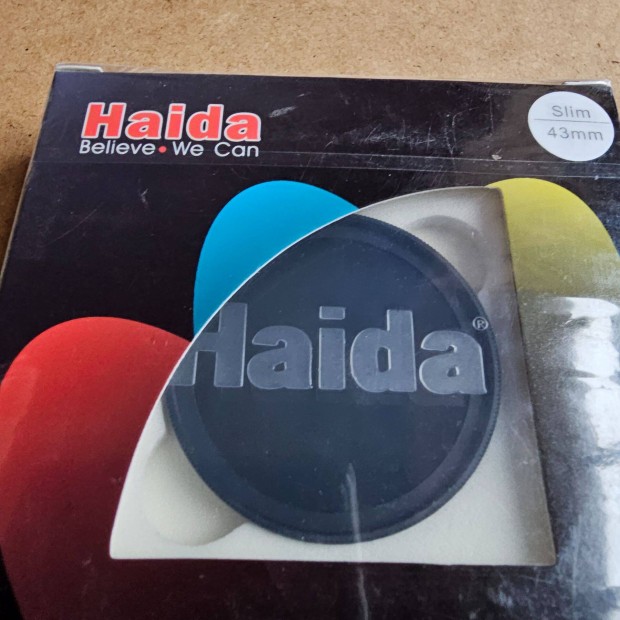 Haida
Believe • We Can
Slim
43mm
Haida®